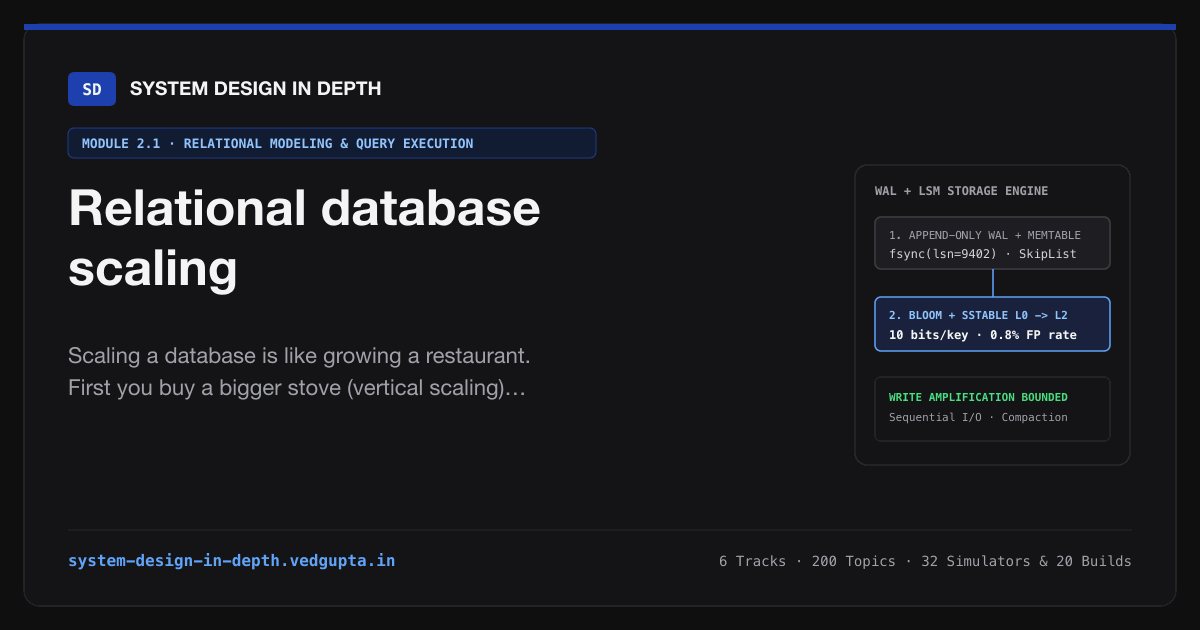 SD
SYSTEM DESIGN IN DEPTH
MODULE 2.1 · RELATIONAL MODELING & QUERY EXECUTION
Relational database
scaling
Scaling a database is like growing a restaurant.
First you buy a bigger stove (vertical scaling)…
WAL + LSM STORAGE ENGINE
1. APPEND-ONLY WAL + MEMTABLE
fsync(lsn=9402) · SkipList
2. BLOOM + SSTABLE L0 -> L2
10 bits/key · 0.8% FP rate
WRITE AMPLIFICATION BOUNDED
Sequential I/O · Compaction
system-design-in-depth.vedgupta.in
6 Tracks · 200 Topics · 32 Simulators & 20 Builds